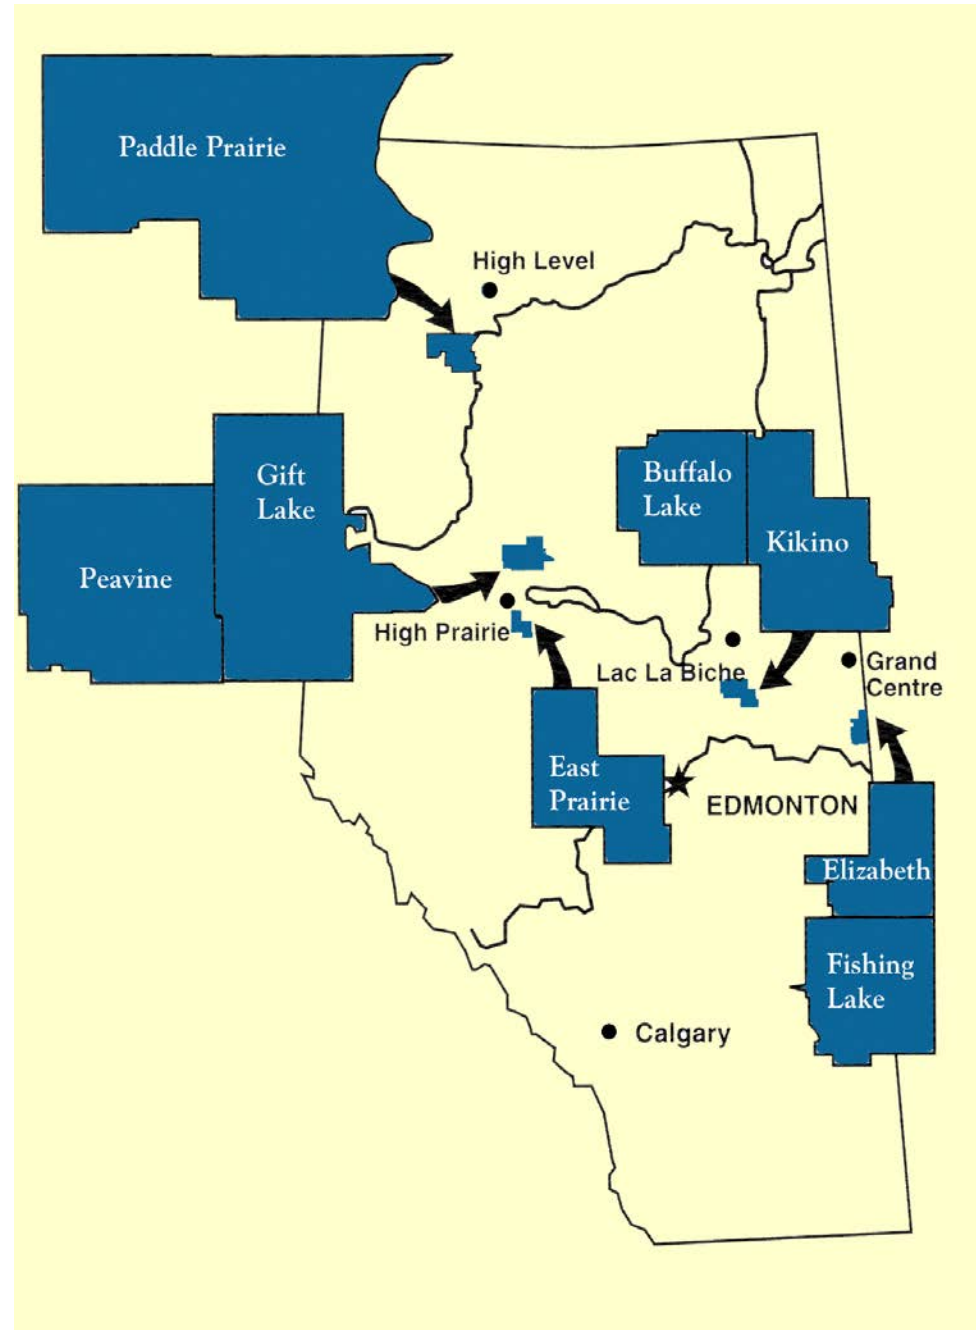 Paddle Prairie
High Level
Gift
Lake
Buffalo
Lake
Kikino
Peavine
High Prairie
Lac La Biche
Grand
Centre
East
Prairie
EDMONTON
Elizabeth
Fishing
Lake
Calgary